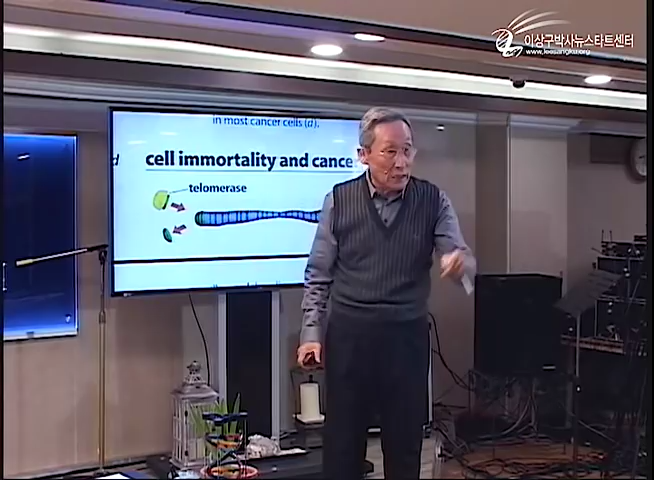 이상구박사뉴스타트센터
www.leesangku.org
in most cancer cells (d).
d
cell immortality and cance
telomerase